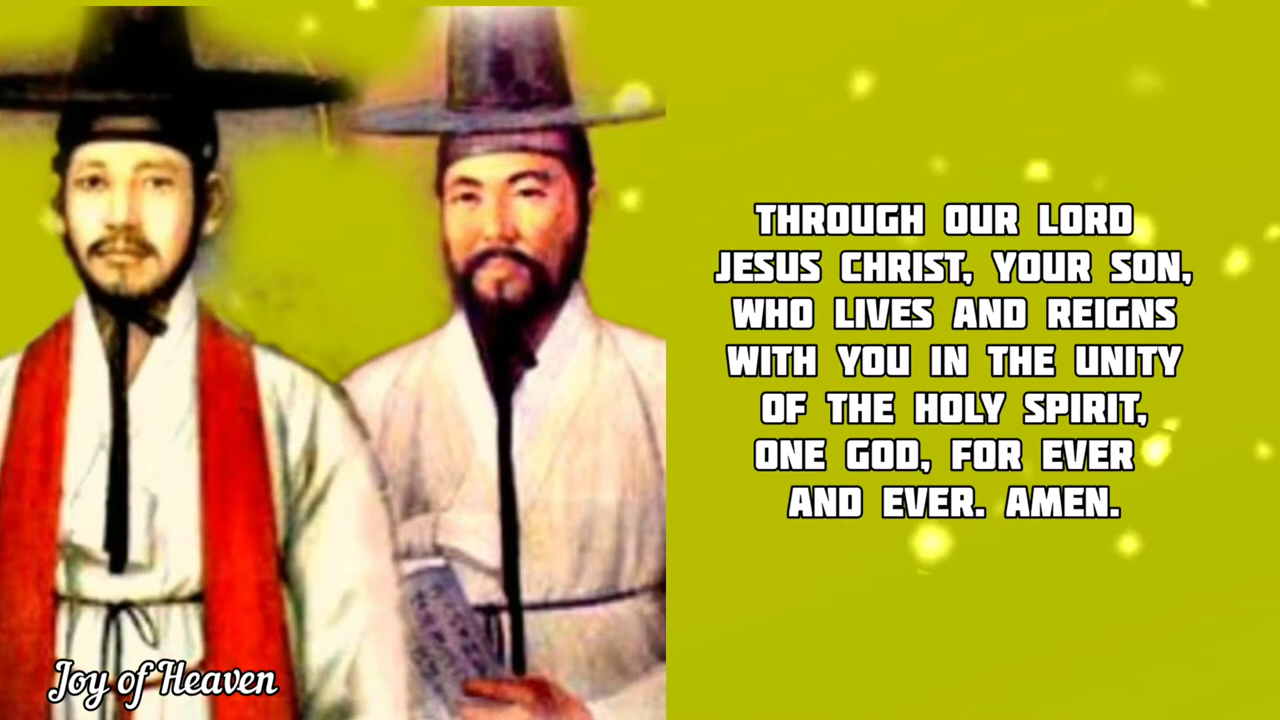 THROUGH OUR LORD
JESUS CHRIST, YOUR SON,
WHO LIVES AND REIGNS
WITH YOU IN THE UNITY
OF THE HOLY SPIRIT,
ONE GOD, FOR EVER
AND EVER. AMEN.
Joy of Heaven